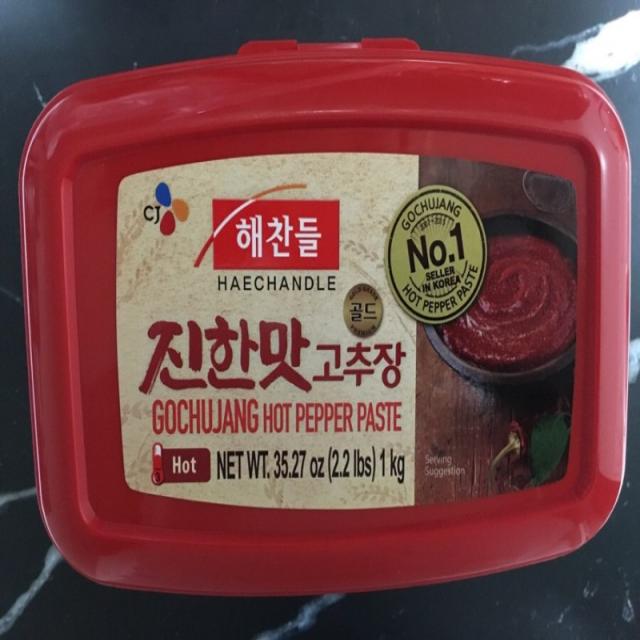 CJ
해찬들
HAECHANDLE
골드
진한맛 고추장
GOCHUJANG HOT PEPPER PASTE
Hot
NET WT. 35.27 oz (2.2 lbs) 1 kg
GOCHUJANG
No.1
SELLER
IN KOREA
HOT PEPPER PASTE
Serving
Suggestion